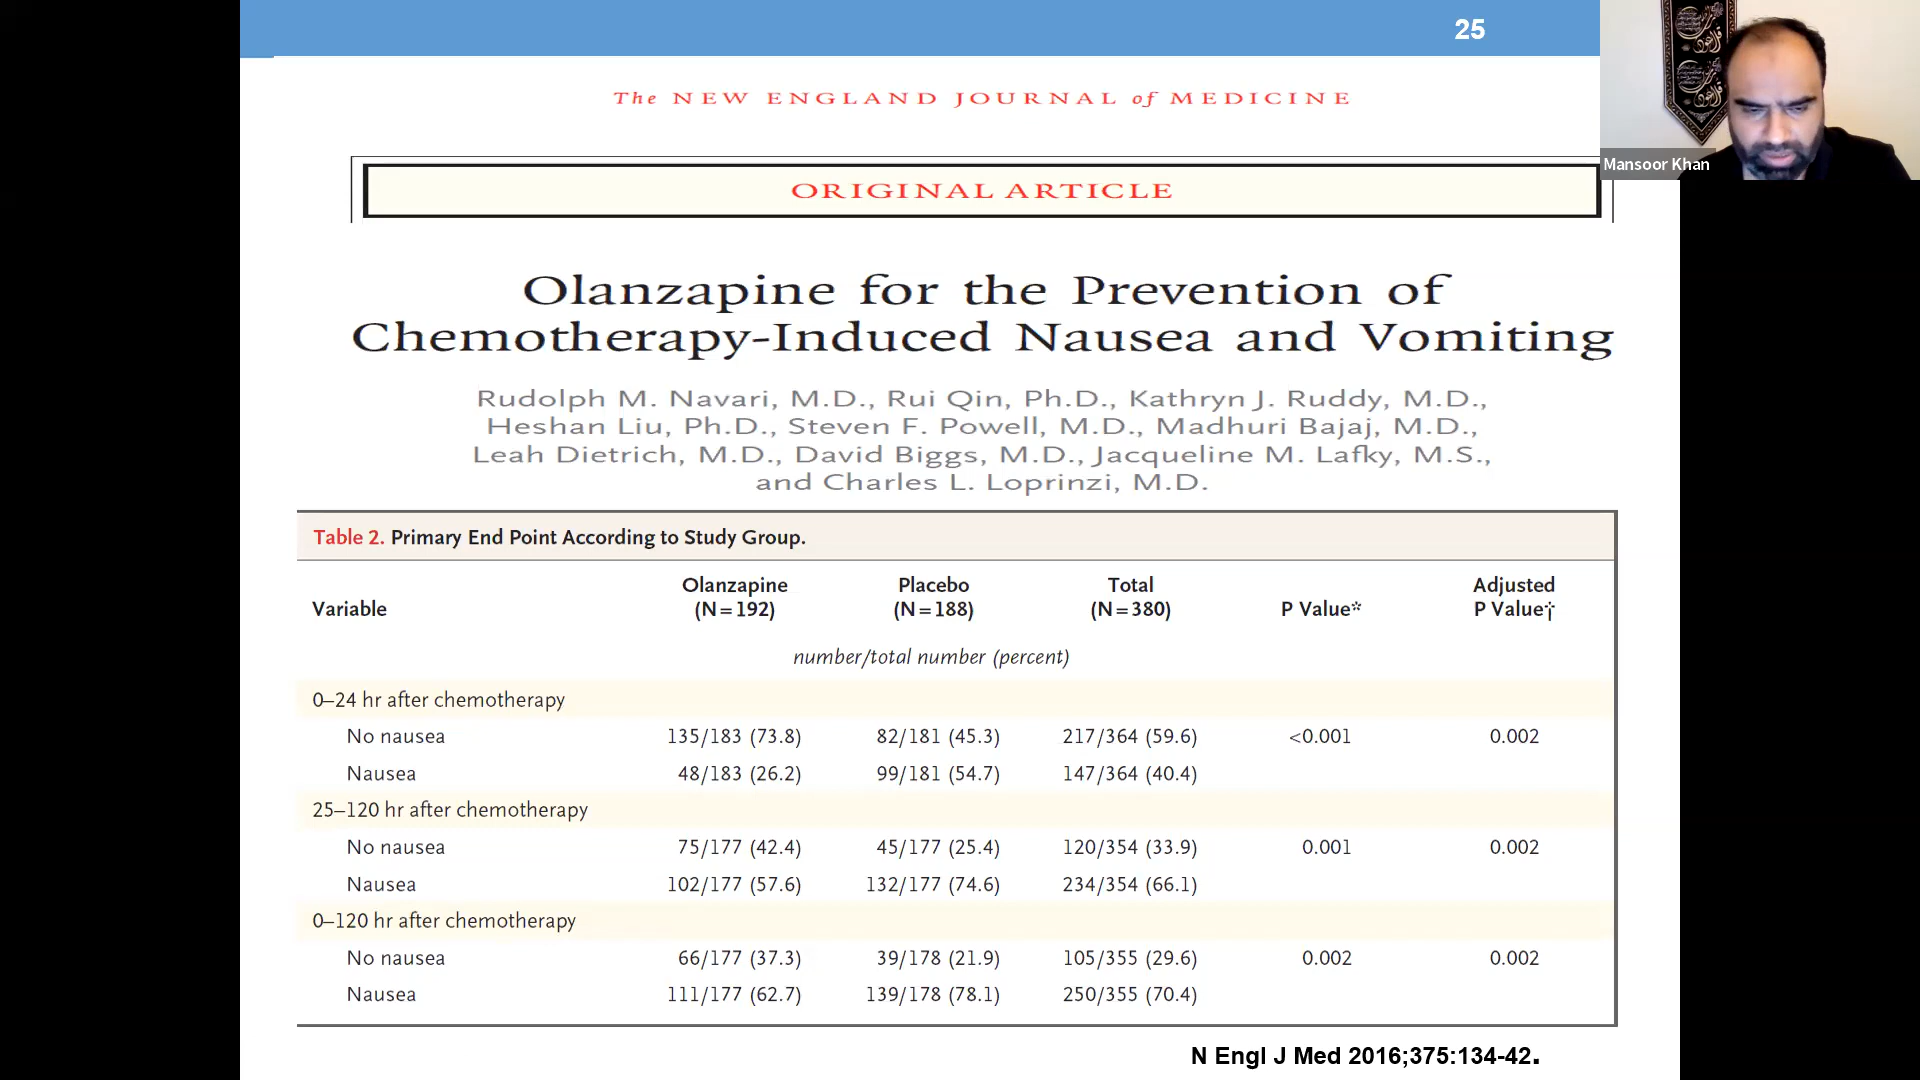 25
The NEW ENGLAND JOURNAL of MEDICINE
ORIGINAL ARTICLE
Mansoor Khan
Olanzapine for the Prevention of
Chemotherapy-Induced Nausea and Vomiting
Rudolph M. Navari, M.D., Rui Qin, Ph.D., Kathryn J. Ruddy, M.D.,
Heshan Liu, Ph.D., Steven F. Powell, M.D., Madhuri Bajaj, M.D.,
Leah Dietrich, M.D., David Biggs, M.D., Jacqueline M. Lafky, M.S.,
and Charles L. Loprinzi, M.D.
Table 2. Primary End Point According to Study Group.
Variable Olanzapine (N=192) Placebo (N=188) Total (N=380) P Value* Adjusted P Value†
number/total number (percent)
0–24 hr after chemotherapy
No nausea 135/183 (73.8) 82/181 (45.3) 217/364 (59.6) <0.001 0.002
Nausea 48/183 (26.2) 99/181 (54.7) 147/364 (40.4)
25–120 hr after chemotherapy
No nausea 75/177 (42.4) 45/177 (25.4) 120/354 (33.9) 0.001 0.002
Nausea 102/177 (57.6) 132/177 (74.6) 234/354 (66.1)
0–120 hr after chemotherapy
No nausea 66/177 (37.3) 39/178 (21.9) 105/355 (29.6) 0.002 0.002
Nausea 111/177 (62.7) 139/178 (78.1) 250/355 (70.4)
N Engl J Med 2016;375:134-42.